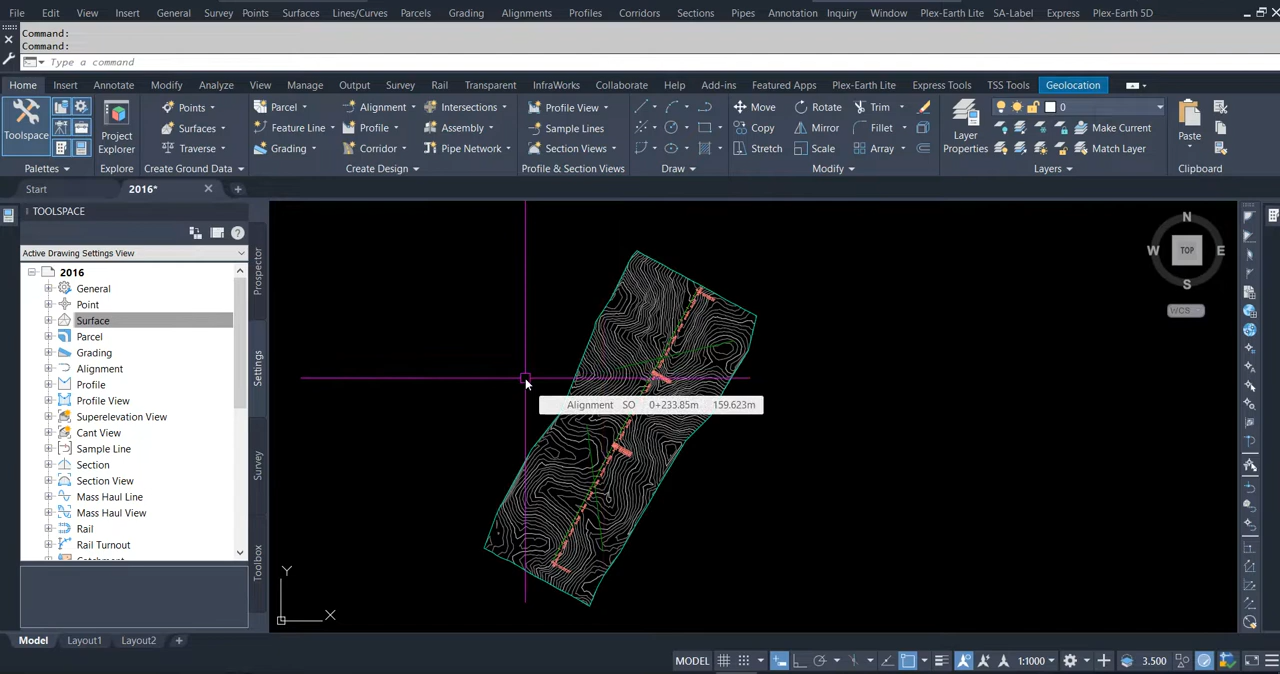 File Edit View Insert General Survey Points Surfaces Lines/Curves Parcels Grading Alignments Profiles Corridors Sections Pipes Annotation Inquiry Window Plex-Earth Lite SA-Label Express Plex-Earth 5D
Command:
Command:
Type a command
Home Insert Annotate Modify Analyze View Manage Output Survey Rail Transparent InfraWorks Collaborate Help Add-ins Featured Apps Plex-Earth Lite Express Tools TSS Tools Geolocation
Toolspace
Palettes
Project Explorer
Explore
Points
Surfaces
Traverse
Create Ground Data
Parcel
Feature Line
Grading
Alignment
Profile
Corridor
Intersections
Assembly
Pipe Network
Create Design
Profile View
Sample Lines
Section Views
Profile & Section Views
Draw
Move Rotate Trim
Copy Mirror Fillet
Stretch Scale Array
Modify
Layer Properties
0
Make Current
Match Layer
Layers
Paste
Clipboard
Start 2016*
TOOLSPACE
Active Drawing Settings View
2016
General
Point
Surface
Parcel
Grading
Alignment
Profile
Profile View
Superelevation View
Cant View
Sample Line
Section
Section View
Mass Haul Line
Mass Haul View
Rail
Rail Turnout
Catchment
Prospector
Settings
Survey
Toolbox
Alignment SO 0+233.85m 159.623m
N
W TOP E
S
WCS
Y
X
Model Layout1 Layout2
MODEL 1:1000 3.500